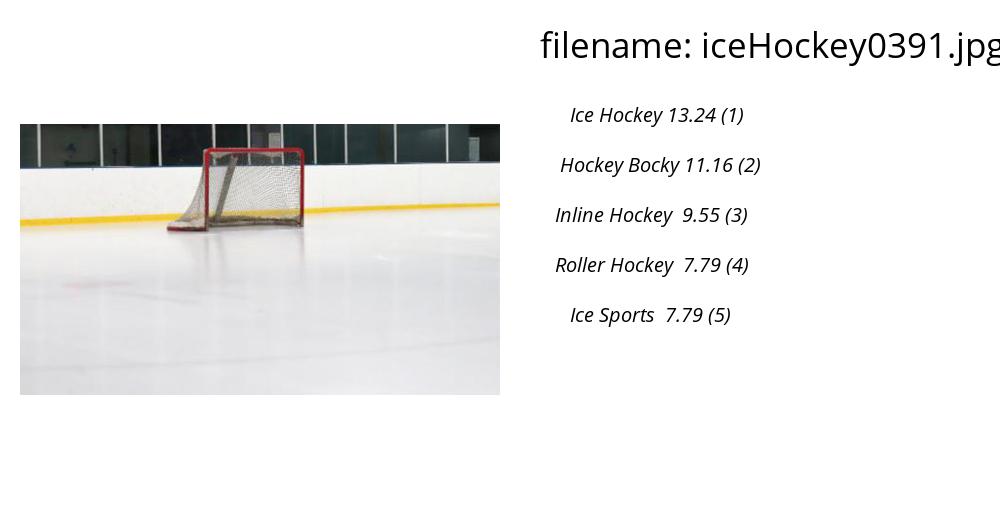 filename: iceHockey0391.jpg
Ice Hockey 13.24 (1)
Hockey Bocky 11.16 (2)
Inline Hockey 9.55 (3)
Roller Hockey 7.79 (4)
Ice Sports 7.79 (5)